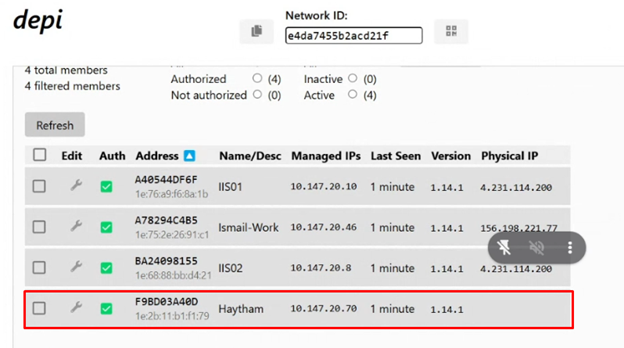 depi
Network ID:
e4da7455b2acd21f
4 total members
4 filtered members
Authorized (4)
Not authorized (0)
Inactive (0)
Active (4)
Refresh
Edit Auth Address Name/Desc Managed IPs Last Seen Version Physical IP
A40544DF6F
1e:76:a9:f6:8a:1b
IIS01 10.147.20.10 1 minute 1.14.1 4.231.114.200
A78294C4B5
1e:75:2e:26:91:c1
Ismail-Work 10.147.20.46 1 minute 1.14.1 156.198.221.77
BA24098155
1e:68:88:bb:d4:21
IIS02 10.147.20.8 1 minute 1.14.1 4.231.114.200
F9BD03A40D
1e:2b:11:b1:f1:79
Haytham 10.147.20.70 1 minute 1.14.1